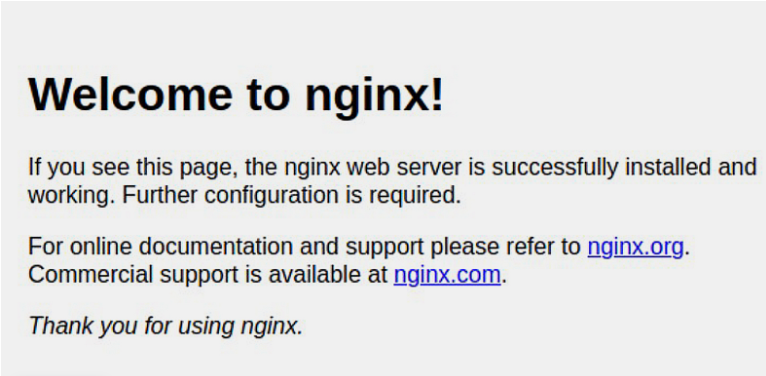 Welcome to nginx!
If you see this page, the nginx web server is successfully installed and
working. Further configuration is required.
For online documentation and support please refer to nginx.org.
Commercial support is available at nginx.com.
Thank you for using nginx.